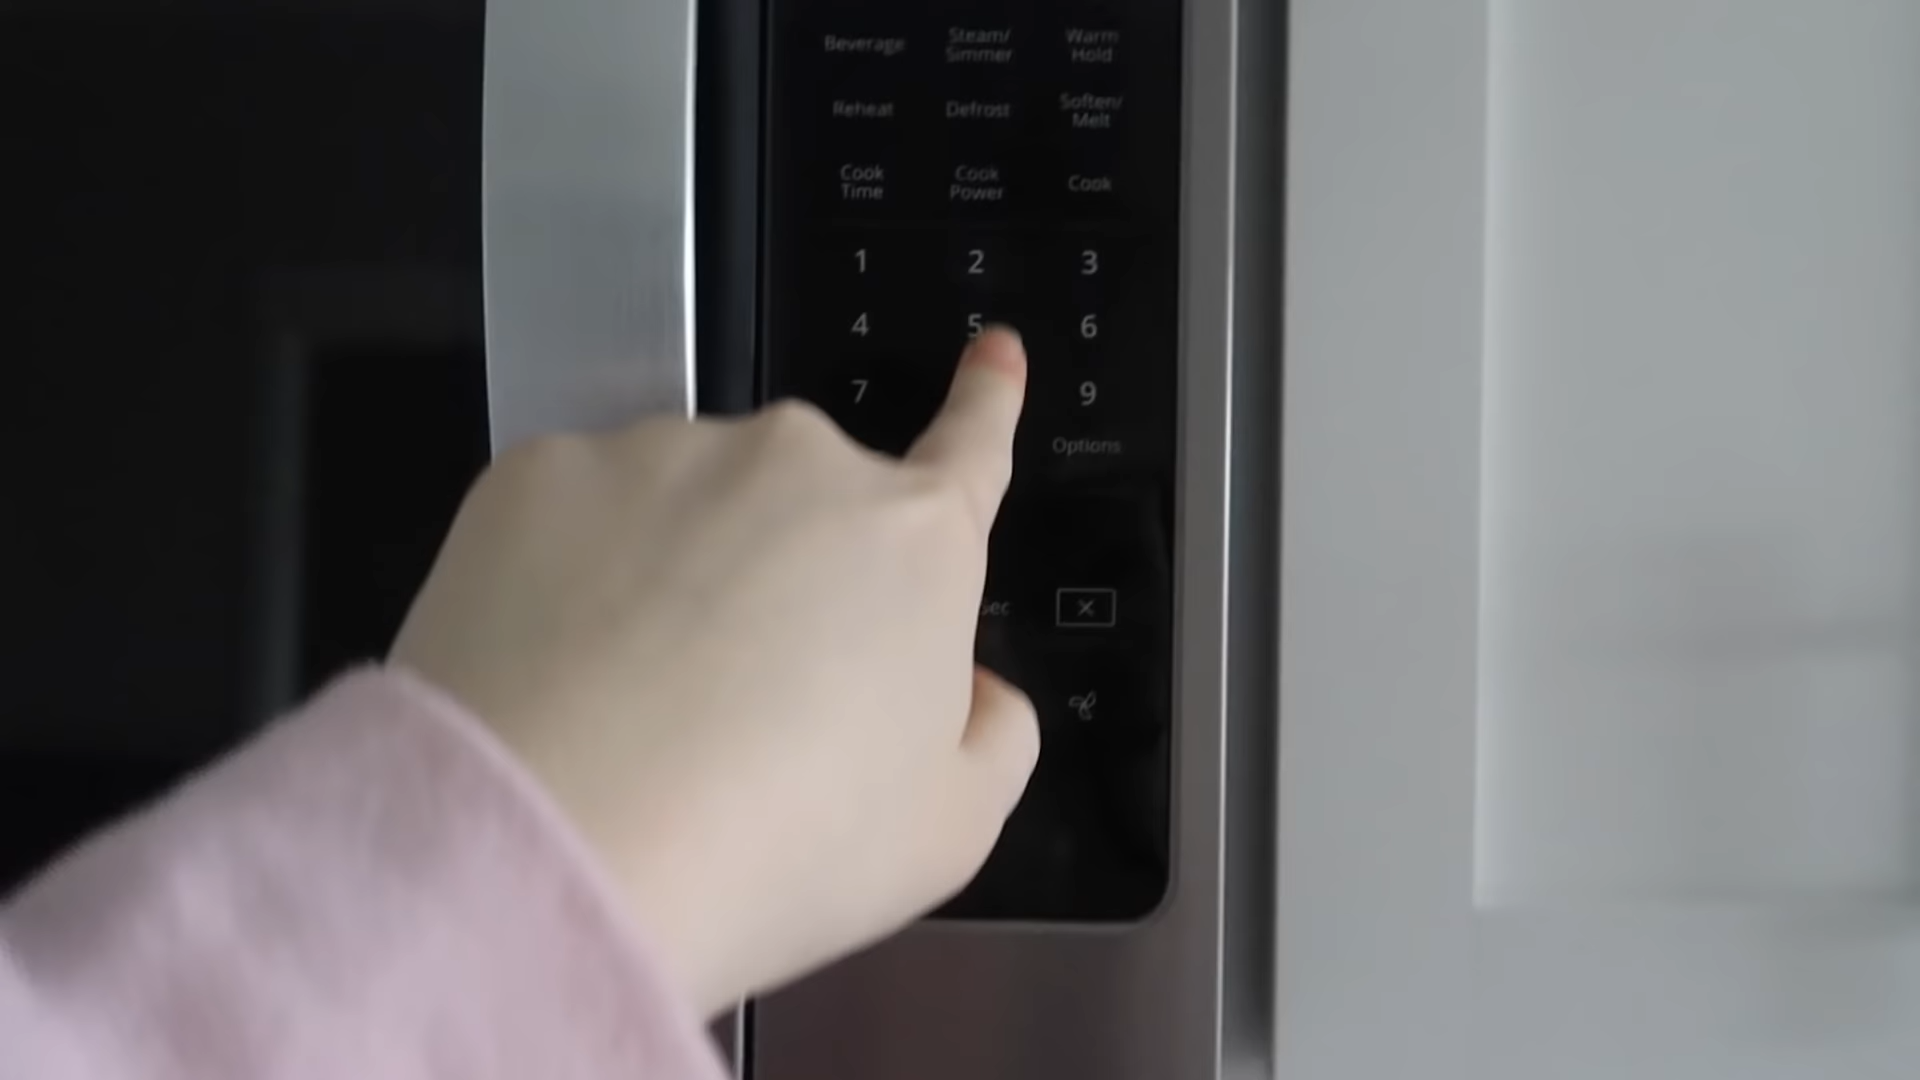 Beverage
Steam/
Simmer
Warm
Hold
Reheat
Defrost
Soften/
Melt
Cook
Time
Cook
Power
Cook
1 2 3
4 5 6
7 9
Options
Sec